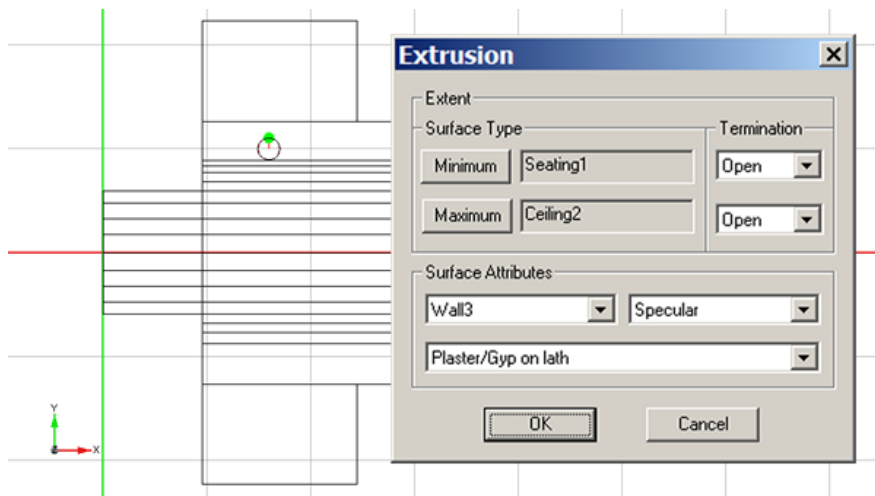 Extrusion
Extent
Surface Type
Termination
Minimum
Seating1
Open
Maximum
Ceiling2
Open
Surface Attributes
Wall3
Specular
Plaster/Gyp on lath
OK
Cancel
Y
X